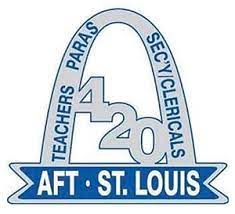 TEACHERS PARAS SEC'Y/CLERICALS
420
AFT · ST. LOUIS